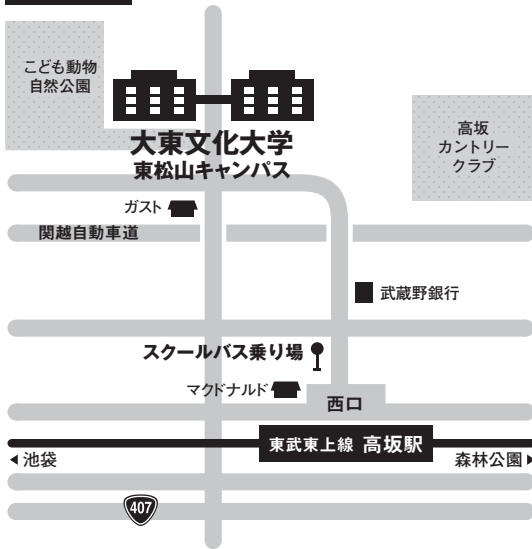 こども動物
自然公園
大東文化大学
東松山キャンパス
高坂
カントリー
クラブ
ガスト
関越自動車道
武蔵野銀行
スクールバス乗り場
マクドナルド
西口
東武東上線 高坂駅
池袋
森林公園
407